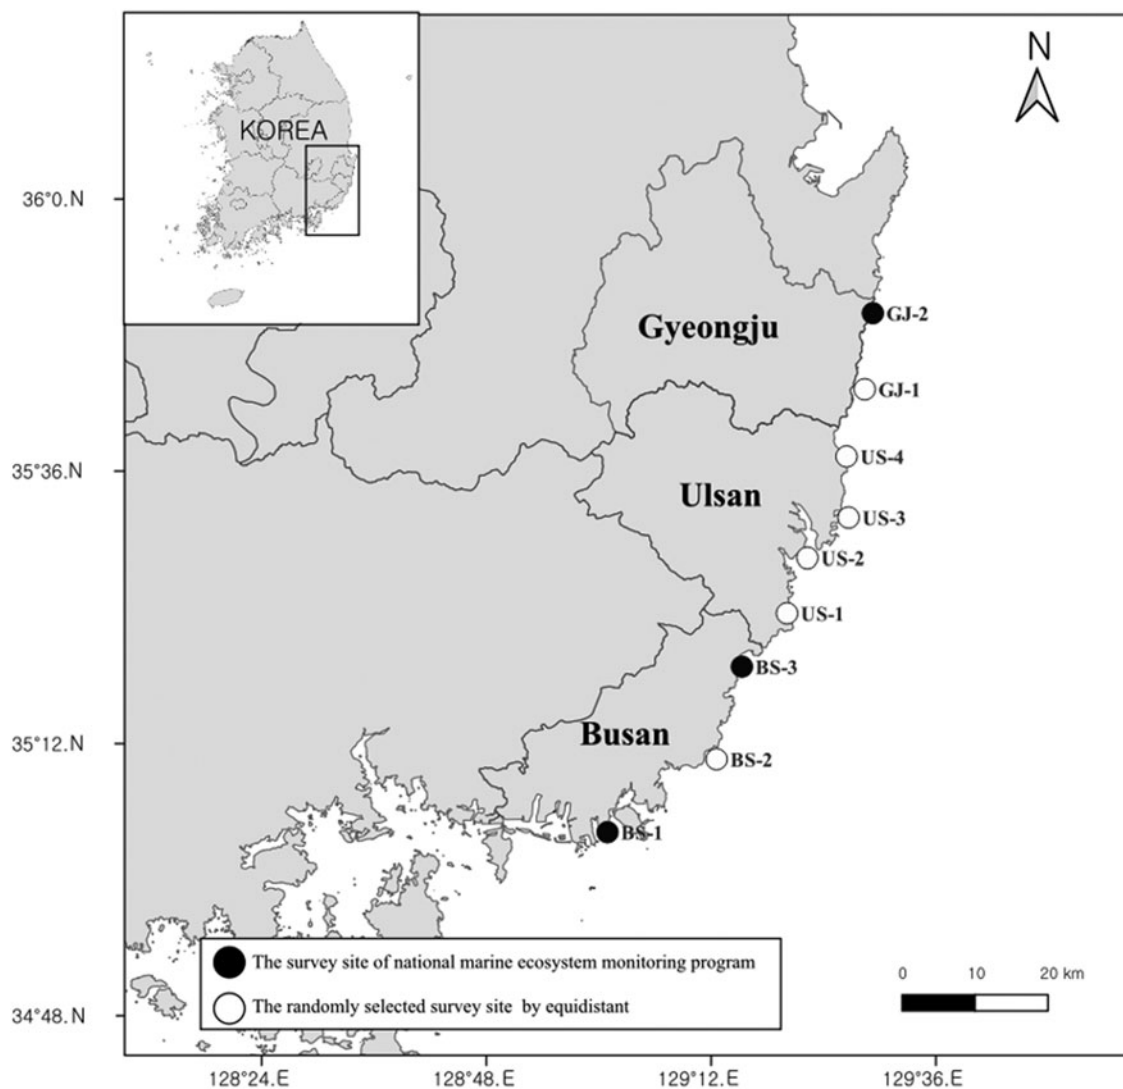 KOREA
N
36°0.N
Gyeongju
GJ-2
GJ-1
US-4
35°36.N
Ulsan
US-3
US-2
US-1
BS-3
35°12.N
Busan
BS-2
BS-1
The survey site of national marine ecosystem monitoring program
The randomly selected survey site by equidistant
0 10 20 km
34°48.N
128°24.E 128°48.E 129°12.E 129°36.E